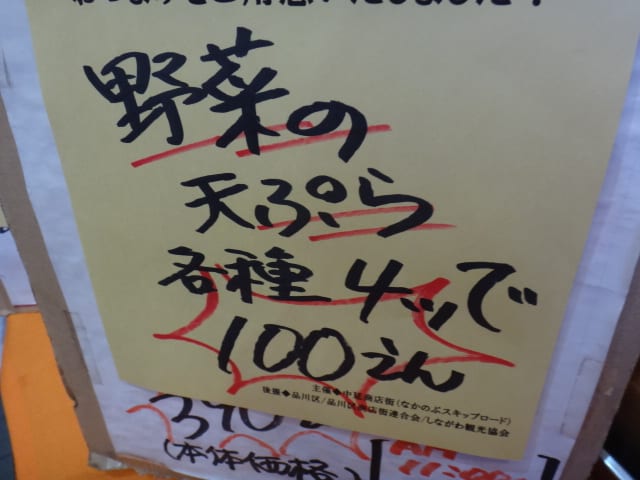 野菜の
天ぷら
各種 4ッで
100えん
主催◆中延商店街(なかのぶスキップロード)
後援◆品川区/品川区商店街連合会/しながわ観光協会
(本体価格)